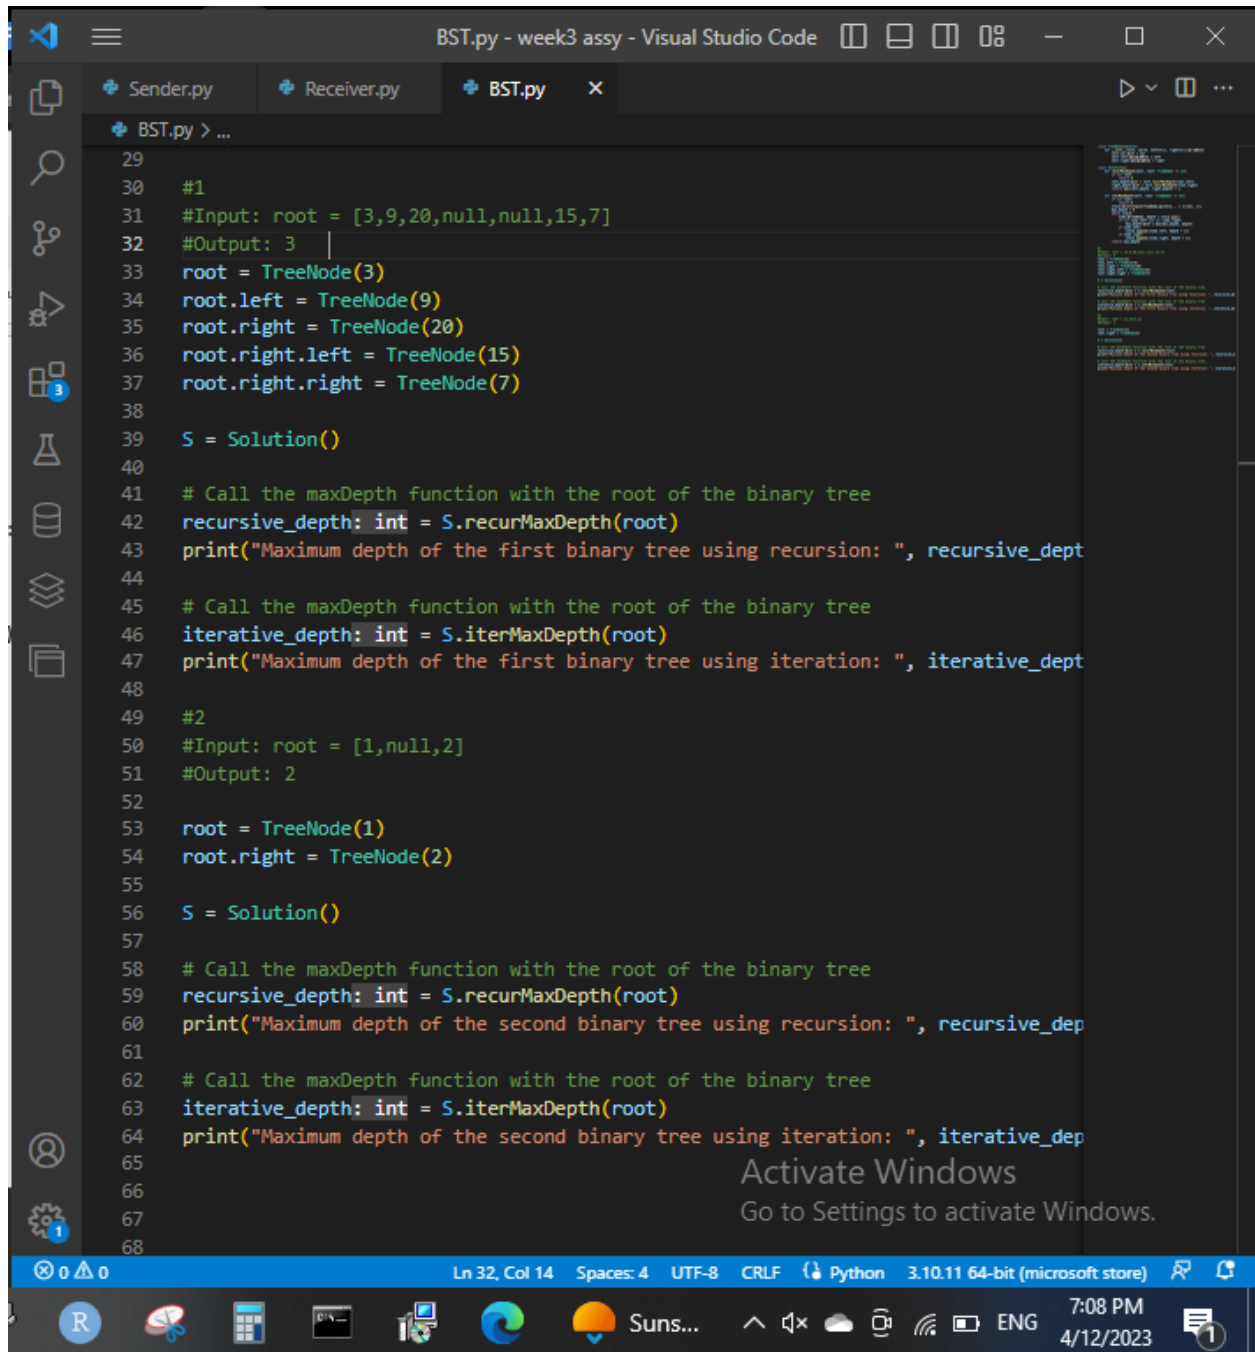 BST.py - week3 assy - Visual Studio Code
Sender.py Receiver.py BST.py
BST.py > ...
29
30 #1
31 #Input: root = [3,9,20,null,null,15,7]
32 #Output: 3
33 root = TreeNode(3)
34 root.left = TreeNode(9)
35 root.right = TreeNode(20)
36 root.right.left = TreeNode(15)
37 root.right.right = TreeNode(7)
38
39 S = Solution()
40
41 # Call the maxDepth function with the root of the binary tree
42 recursive_depth: int = S.recurMaxDepth(root)
43 print("Maximum depth of the first binary tree using recursion: ", recursive_dept
44
45 # Call the maxDepth function with the root of the binary tree
46 iterative_depth: int = S.iterMaxDepth(root)
47 print("Maximum depth of the first binary tree using iteration: ", iterative_dept
48
49 #2
50 #Input: root = [1,null,2]
51 #Output: 2
52
53 root = TreeNode(1)
54 root.right = TreeNode(2)
55
56 S = Solution()
57
58 # Call the maxDepth function with the root of the binary tree
59 recursive_depth: int = S.recurMaxDepth(root)
60 print("Maximum depth of the second binary tree using recursion: ", recursive_dep
61
62 # Call the maxDepth function with the root of the binary tree
63 iterative_depth: int = S.iterMaxDepth(root)
64 print("Maximum depth of the second binary tree using iteration: ", iterative_dep
65
66
67
68
3
1
Activate Windows
Go to Settings to activate Windows.
0 0 Ln 32, Col 14 Spaces: 4 UTF-8 CRLF Python 3.10.11 64-bit (microsoft store)
R C:\_ Suns... ENG 7:08 PM
4/12/2023 1